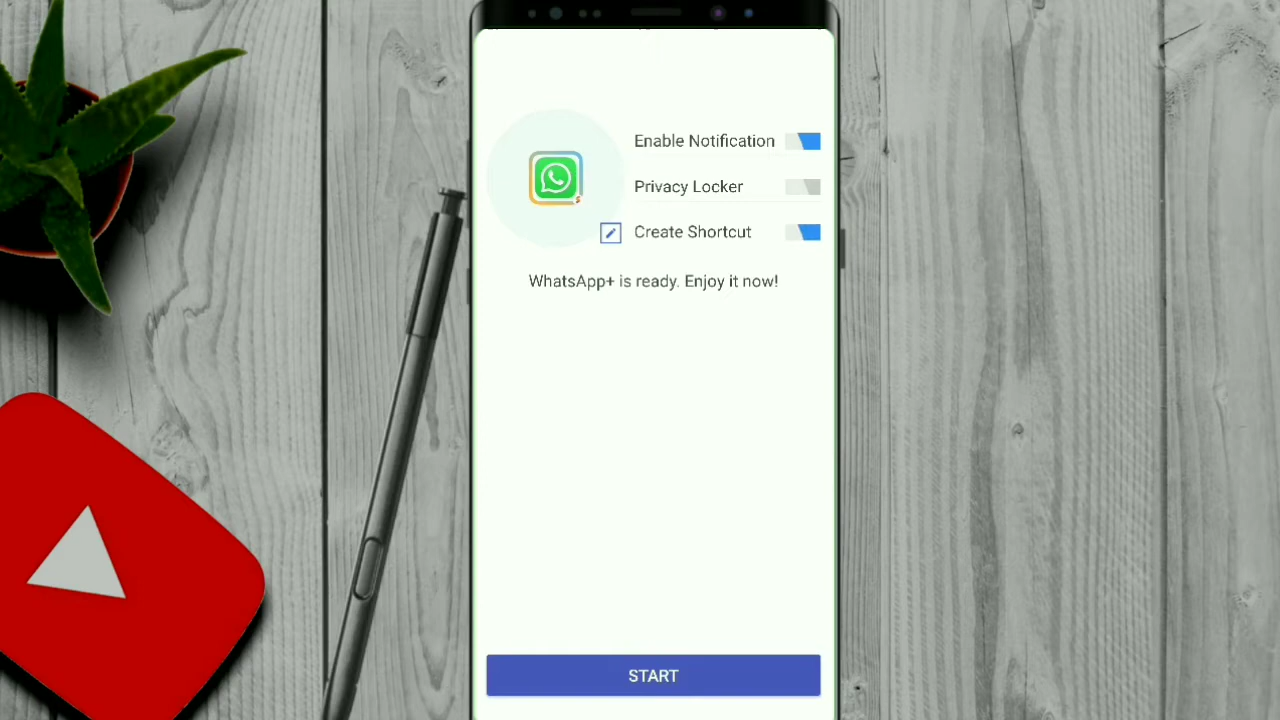 Enable Notification
Privacy Locker
Create Shortcut
WhatsApp+ is ready. Enjoy it now!
START